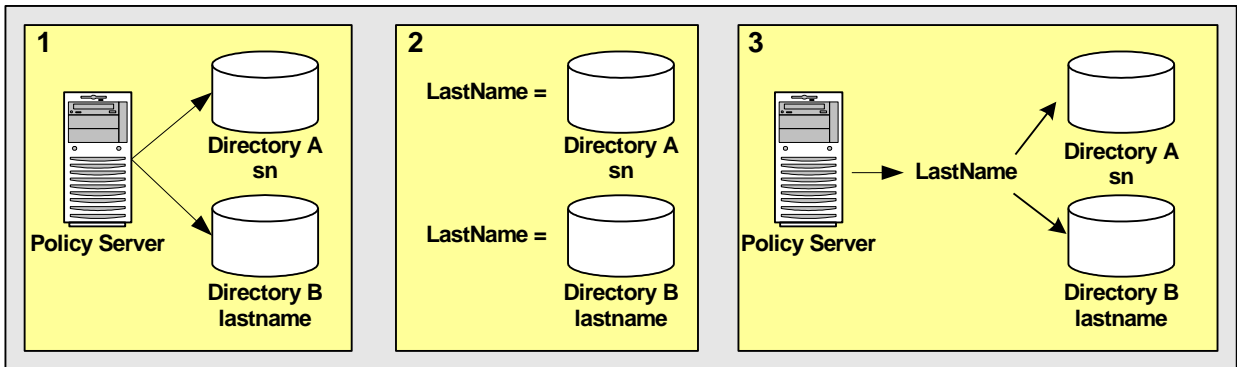 1
Directory A
sn
Policy Server
Directory B
lastname
2
LastName =
Directory A
sn
LastName =
Directory B
lastname
3
Directory A
sn
LastName
Policy Server
Directory B
lastname